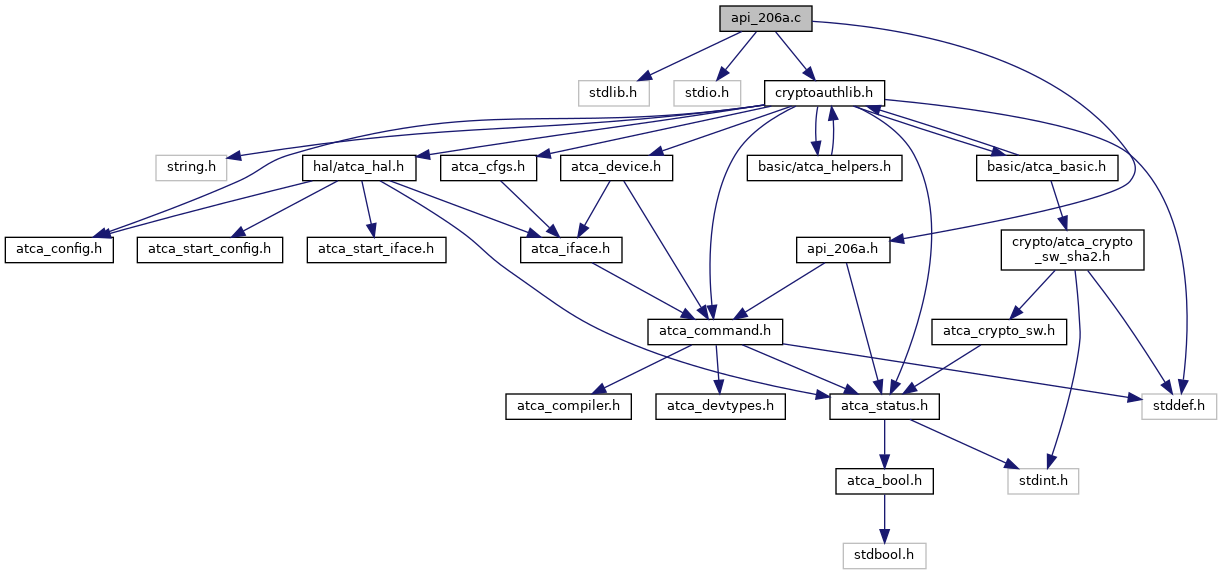 api_206a.c
stdlib.h
stdio.h
cryptoauthlib.h
string.h
hal/atca_hal.h
atca_cfgs.h
atca_device.h
basic/atca_helpers.h
basic/atca_basic.h
atca_config.h
atca_start_config.h
atca_start_iface.h
atca_iface.h
api_206a.h
crypto/atca_crypto
_sw_sha2.h
atca_command.h
atca_crypto_sw.h
atca_compiler.h
atca_devtypes.h
atca_status.h
stddef.h
atca_bool.h
stdint.h
stdbool.h